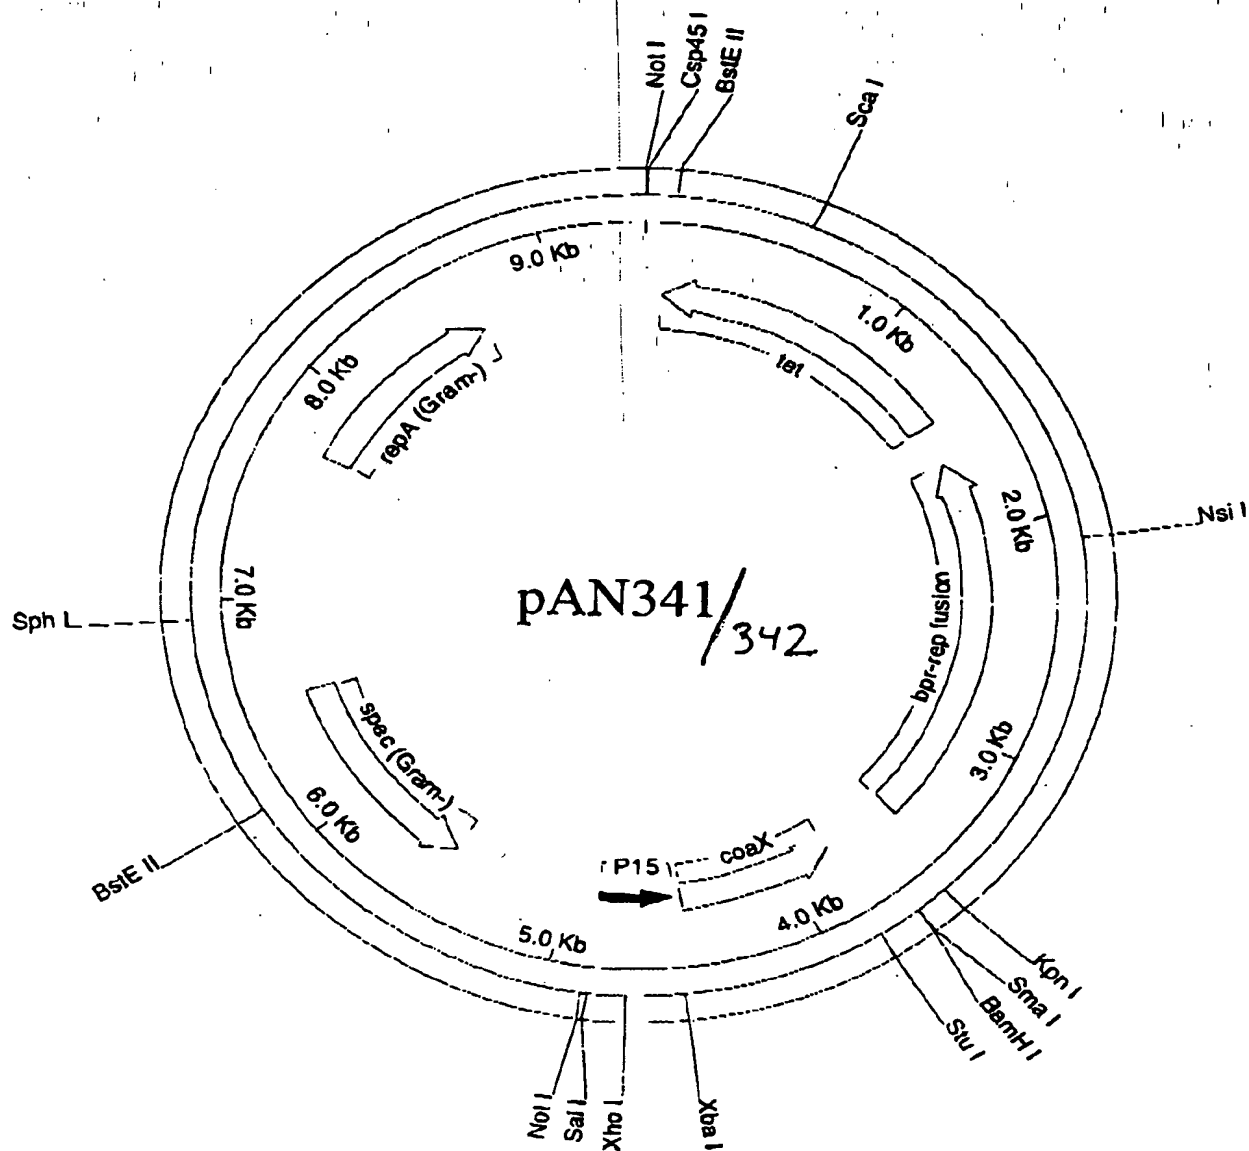 Not I
Csp45 I
BstE II
Sca I
9.0 Kb
1.0 Kb
tet
8.0 Kb
repA (Gram-)
2.0 Kb
Nsi I
7.0 Kb
Sph L
pAN341/342
bpr-rep fusion
spec (Gram-)
3.0 Kb
6.0 Kb
BstE II
P15
coaX
4.0 Kb
5.0 Kb
Kpn I
Sma I
BamH I
Stu I
Not I
Sal I
Xho I
Xba I